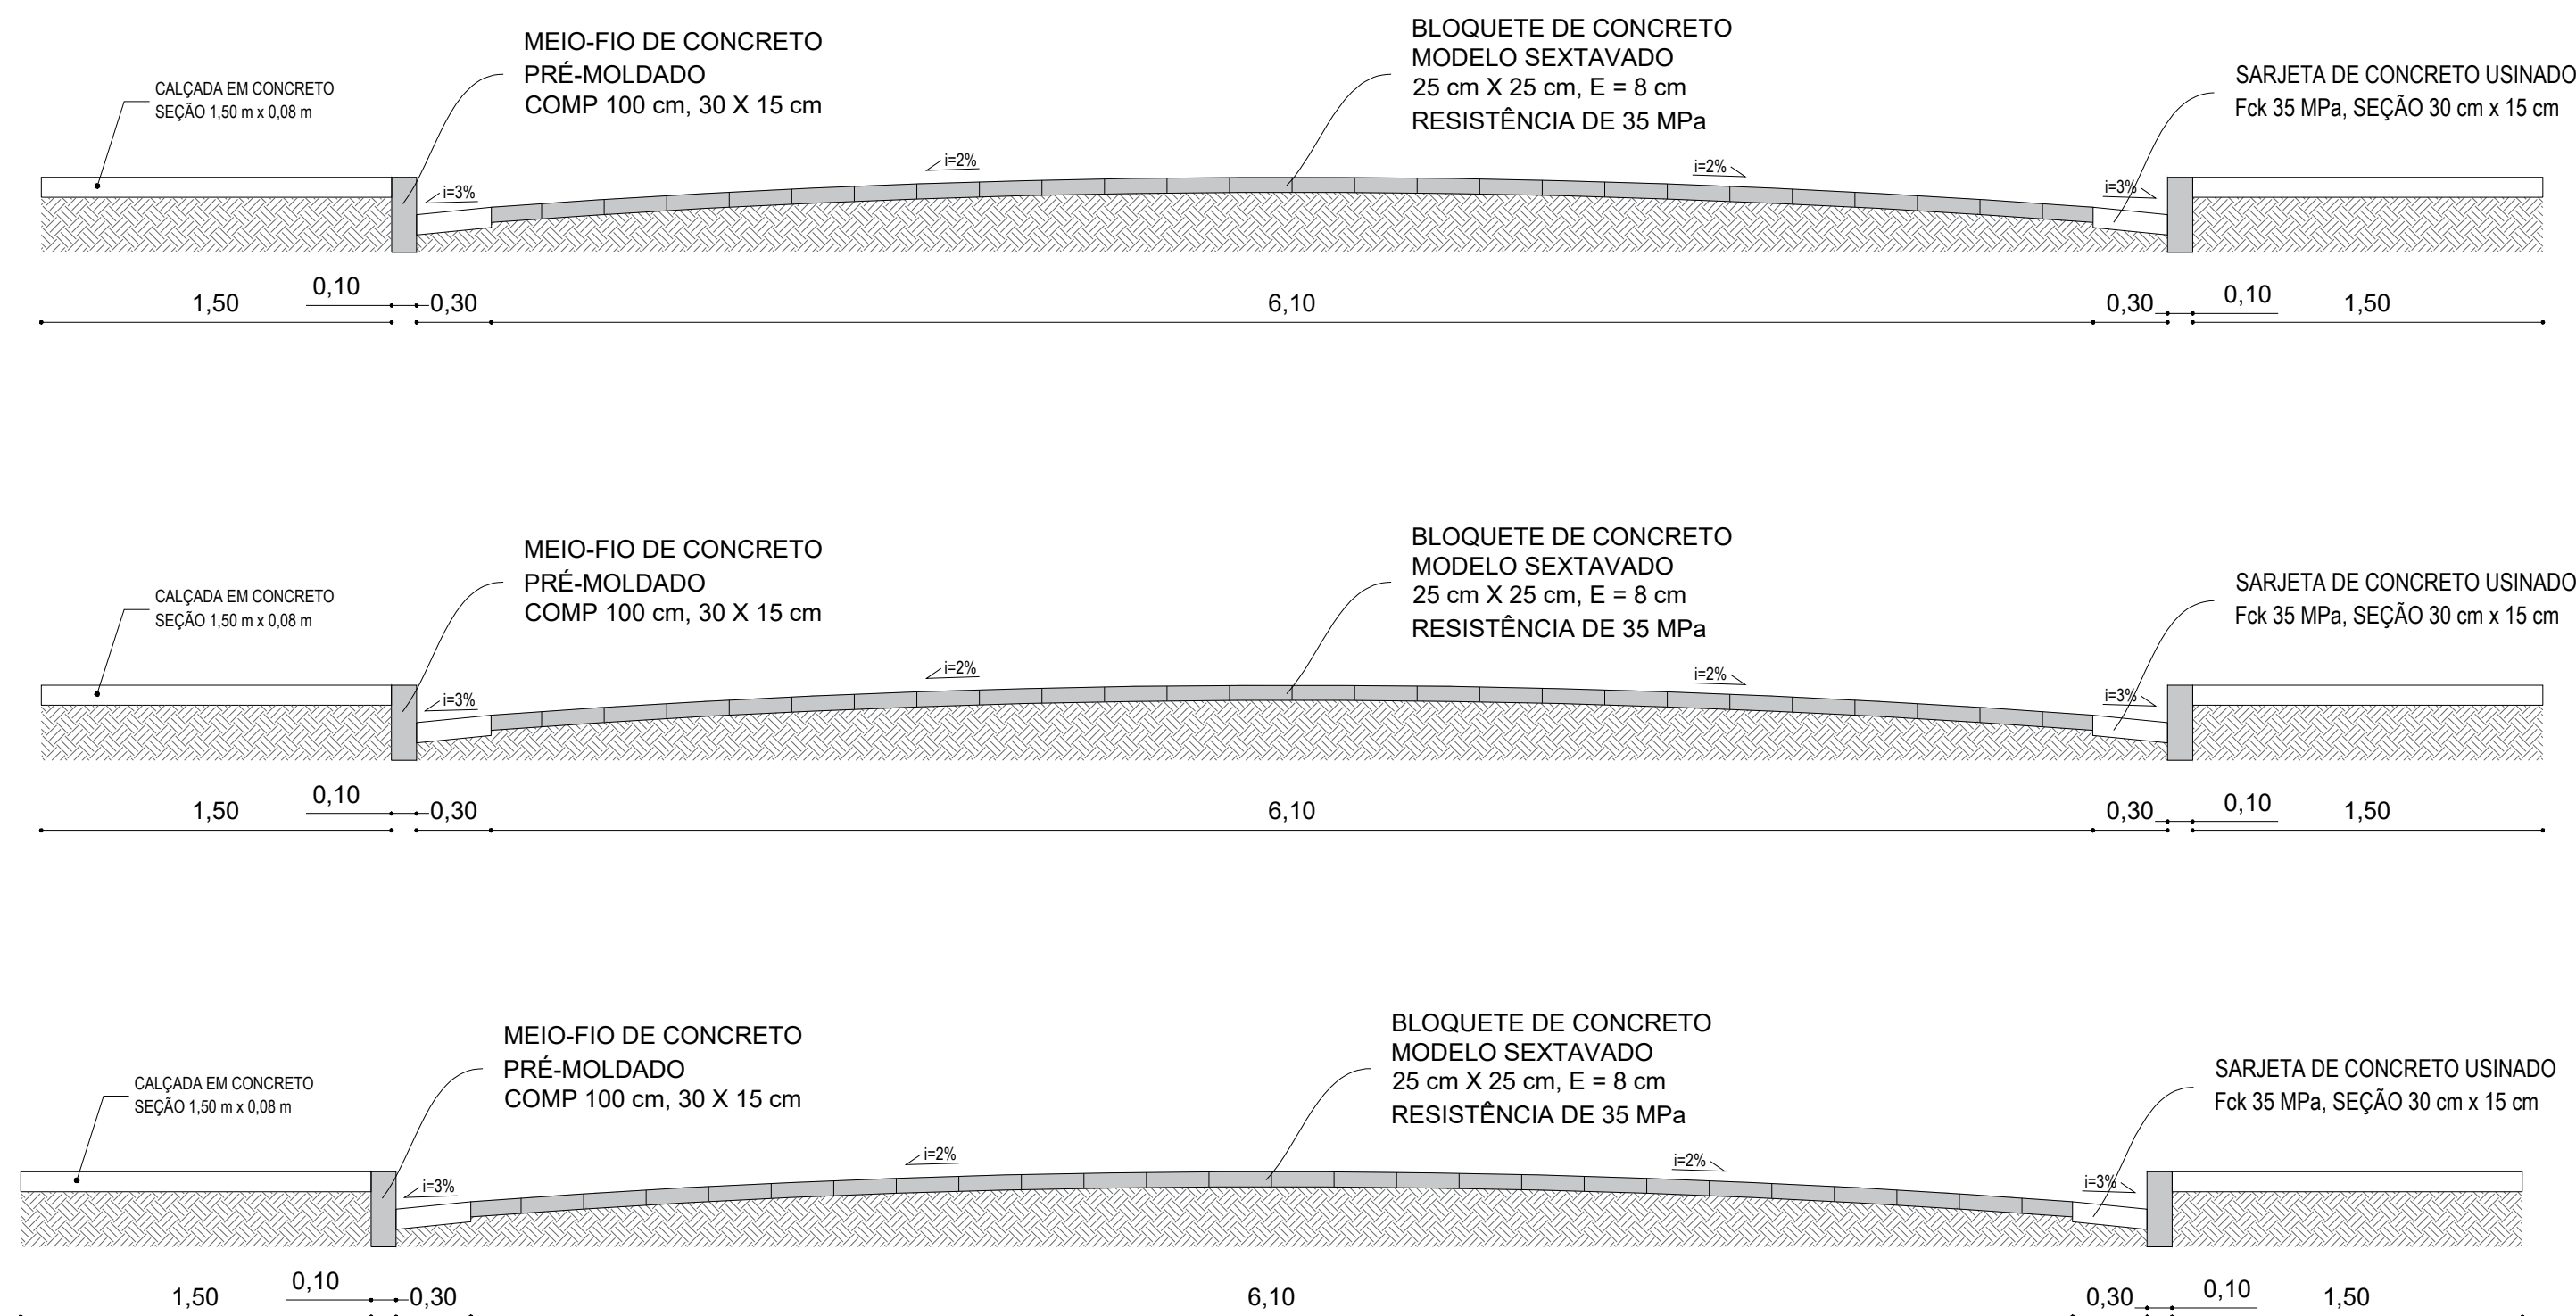 MEIO-FIO DE CONCRETO
PRÉ-MOLDADO
COMP 100 cm, 30 X 15 cm
BLOQUETE DE CONCRETO
MODELO SEXTAVADO
25 cm X 25 cm, E = 8 cm
RESISTÊNCIA DE 35 MPa
SARJETA DE CONCRETO USINADO
Fck 35 MPa, SEÇÃO 30 cm x 15 cm
CALÇADA EM CONCRETO
SEÇÃO 1,50 m x 0,08 m
i=3%
i=2%
i=2%
i=3%
1,50
0,10
0,30
6,10
0,30
0,10
1,50
MEIO-FIO DE CONCRETO
PRÉ-MOLDADO
COMP 100 cm, 30 X 15 cm
BLOQUETE DE CONCRETO
MODELO SEXTAVADO
25 cm X 25 cm, E = 8 cm
RESISTÊNCIA DE 35 MPa
SARJETA DE CONCRETO USINADO
Fck 35 MPa, SEÇÃO 30 cm x 15 cm
CALÇADA EM CONCRETO
SEÇÃO 1,50 m x 0,08 m
i=3%
i=2%
i=2%
i=3%
1,50
0,10
0,30
6,10
0,30
0,10
1,50
MEIO-FIO DE CONCRETO
PRÉ-MOLDADO
COMP 100 cm, 30 X 15 cm
BLOQUETE DE CONCRETO
MODELO SEXTAVADO
25 cm X 25 cm, E = 8 cm
RESISTÊNCIA DE 35 MPa
SARJETA DE CONCRETO USINADO
Fck 35 MPa, SEÇÃO 30 cm x 15 cm
CALÇADA EM CONCRETO
SEÇÃO 1,50 m x 0,08 m
i=3%
i=2%
i=2%
i=3%
1,50
0,10
0,30
6,10
0,30
0,10
1,50